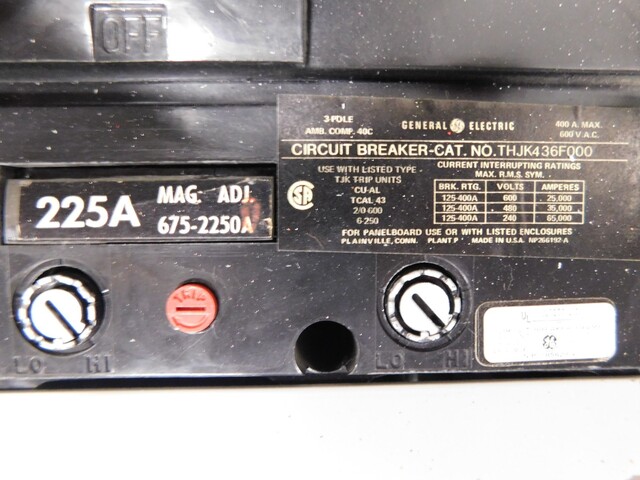 OFF
3-POLE
AMB. COMP. 40C
GENERAL GE ELECTRIC
400 A. MAX.
600 V A.C.
CIRCUIT BREAKER-CAT. NO. THJK436F000
USE WITH LISTED TYPE
TJK TRIP UNITS
CU-AL
TCAL 43
2/0-600
6-250
CURRENT INTERRUPTING RATINGS
MAX. R.M.S. SYM.
BRK. RTG. VOLTS AMPERES
125-400A 600 25,000
125-400A 480 35,000
125-400A 240 65,000
FOR PANELBOARD USE OR WITH LISTED ENCLOSURES
PLAINVILLE, CONN. PLANT P MADE IN U.S.A. NP266192-A
225A
MAG. ADJ.
675-2250A
TRIP
LO HI
LO HI